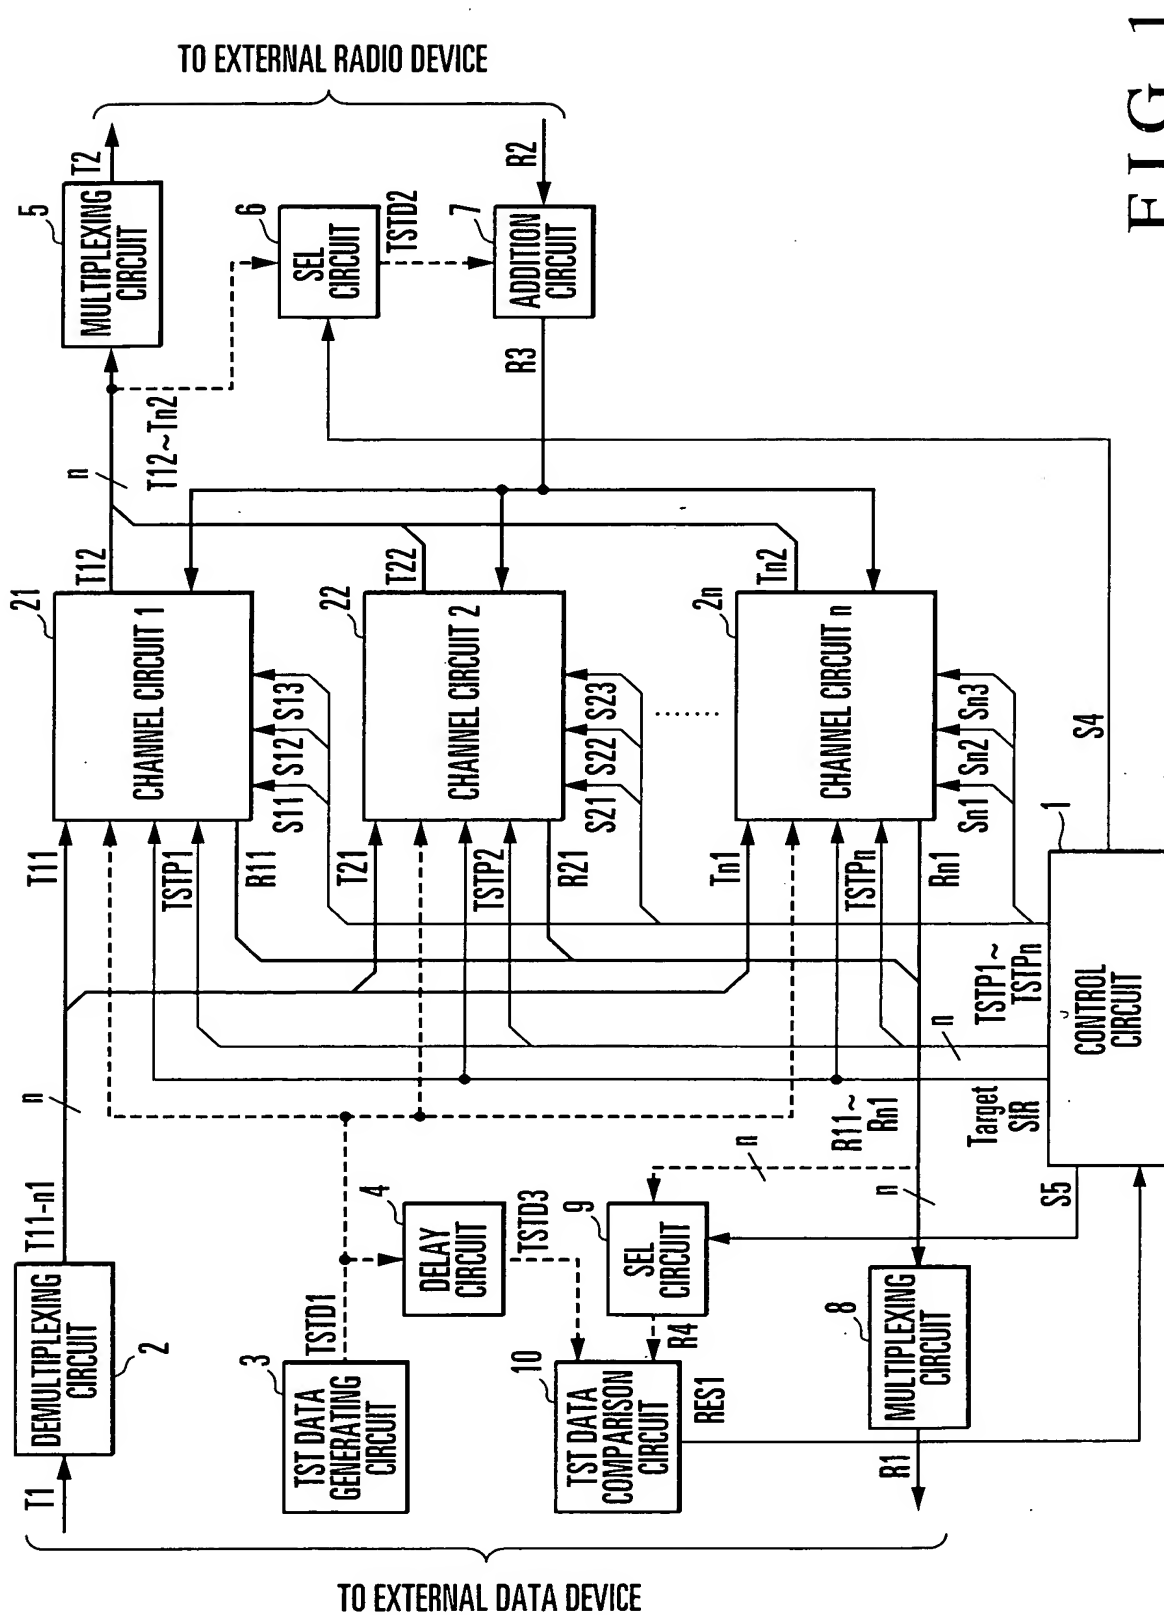 FIG. 1
TO EXTERNAL DATA DEVICE
TO EXTERNAL RADIO DEVICE
T1
DEMULTIPLEXING
CIRCUIT
2
T11-n1
n
T11
21
CHANNEL CIRCUIT 1
T12
n
T12~Tn2
5
MULTIPLEXING
CIRCUIT
T2
TSTP1
R11
S11
S12
S13
6
SEL
CIRCUIT
TSTD2
3
TST DATA
GENERATING
CIRCUIT
TSTD1
4
DELAY
CIRCUIT
TSTD3
T21
22
CHANNEL CIRCUIT 2
T22
TSTP2
R21
S21
S22
S23
R3
7
ADDITION
CIRCUIT
R2
10
TST DATA
COMPARISON
CIRCUIT
RES1
R4
9
SEL
CIRCUIT
n
Tn1
2n
CHANNEL CIRCUIT n
Tn2
TSTPn
Rn1
Sn1
Sn2
Sn3
R1
8
MULTIPLEXING
CIRCUIT
n
R11~
Rn1
Target
SIR
n
TSTP1~
TSTPn
S5
CONTROL
CIRCUIT
1
S4